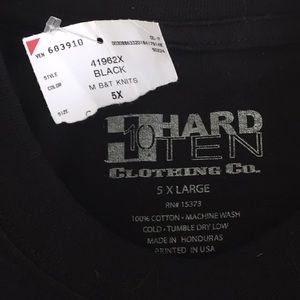 VEN 603910
STYLE 41962X
COLOR BLACK
M B&T KNITS
SIZE 5X
10 HARD
TEN
CLOTHING CO.
5 X LARGE
RN# 15373
100% COTTON • MACHINE WASH
COLD • TUMBLE DRY LOW
MADE IN HONDURAS
PRINTED IN USA